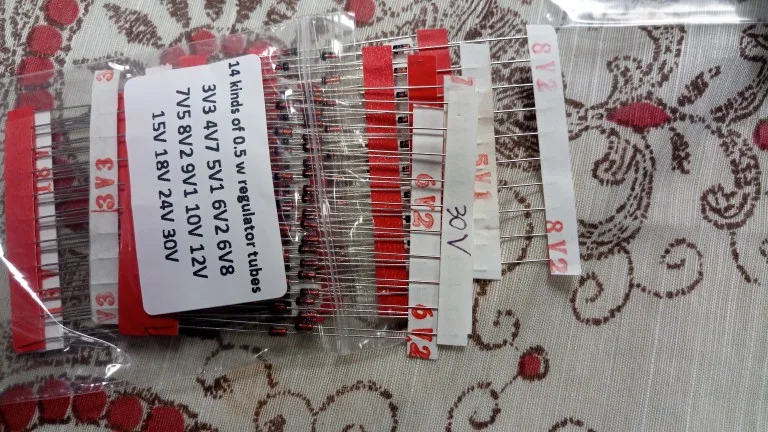 14 kinds of 0.5 w regulator tubes
3V3 4V7 5V1 6V2 6V8
7V5.8V2 9V1 10V 12V
15V 18V 24V 30V
3V3
6V2
6V2
30V
5V1
8V2
8V2